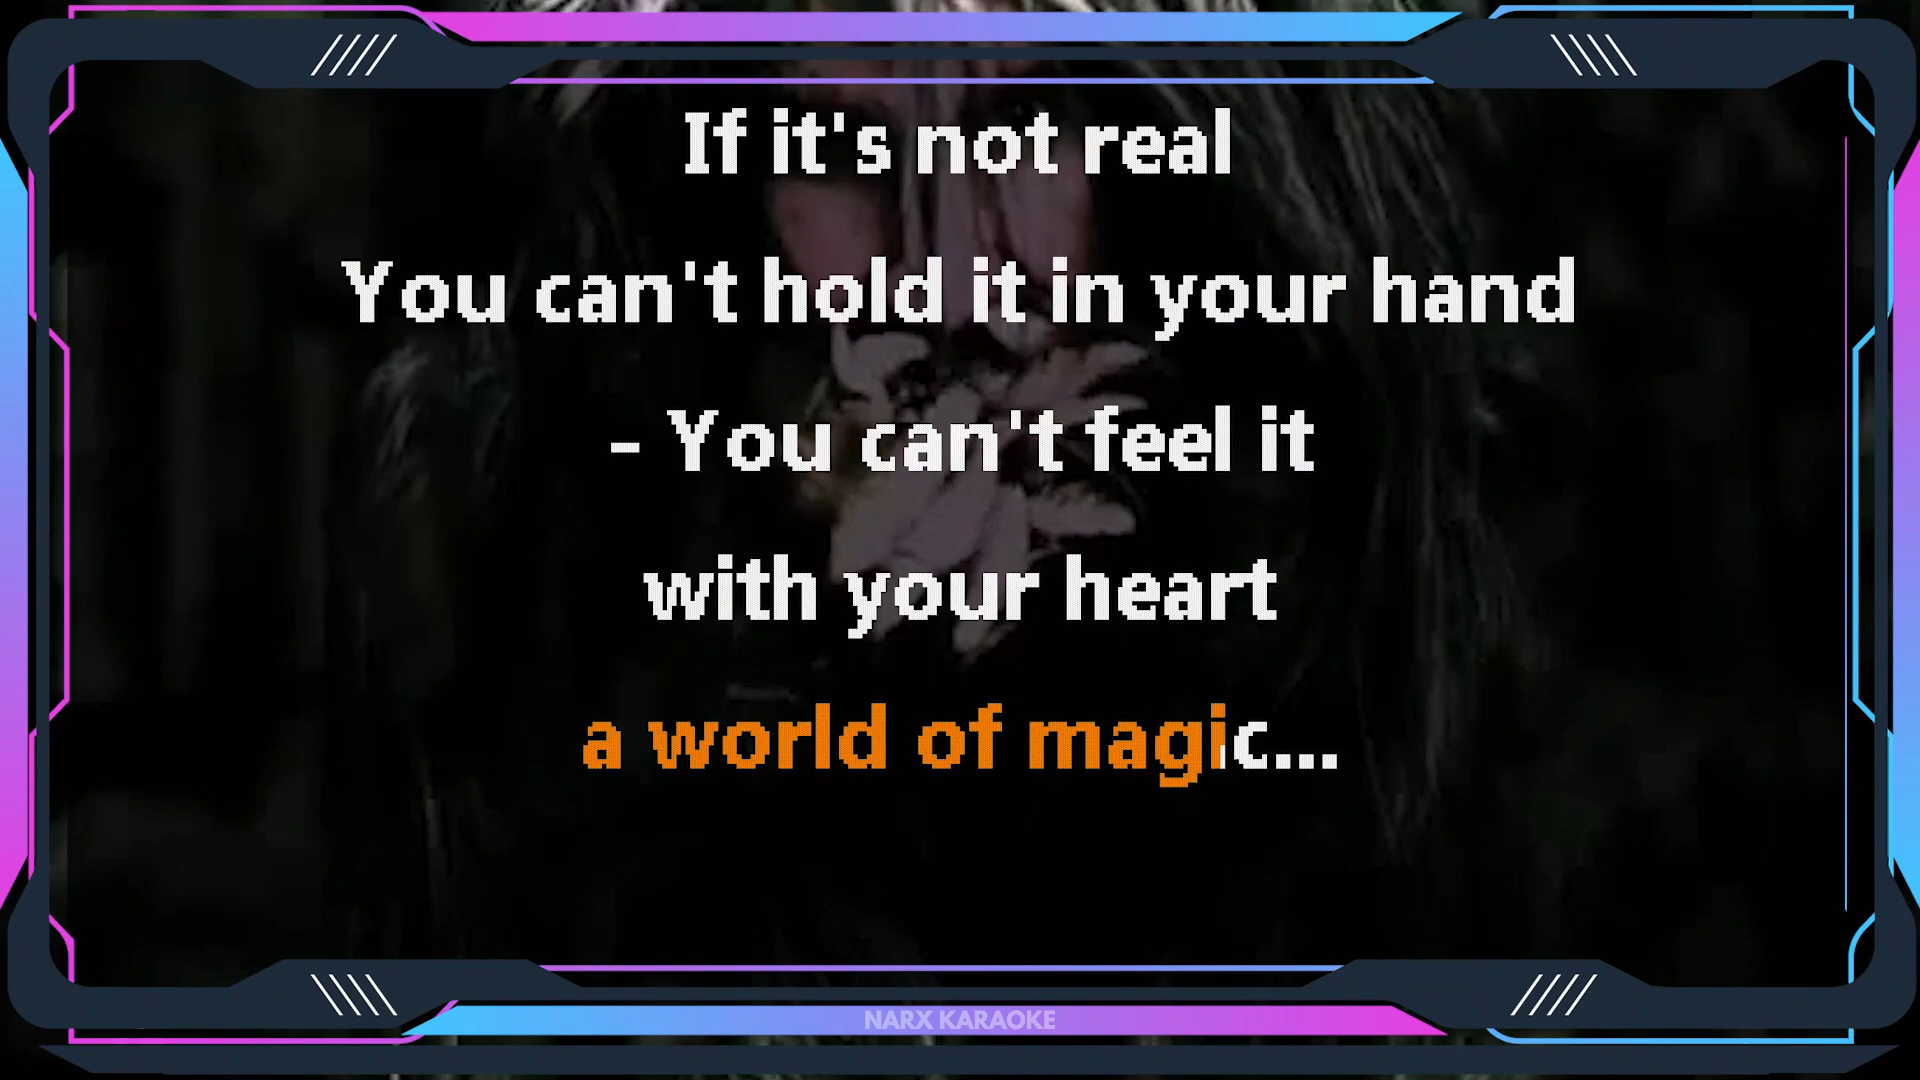 If it's not real
You can't hold it in your hand
- You can't feel it
with your heart
a world of magic...
NARX KARAOKE